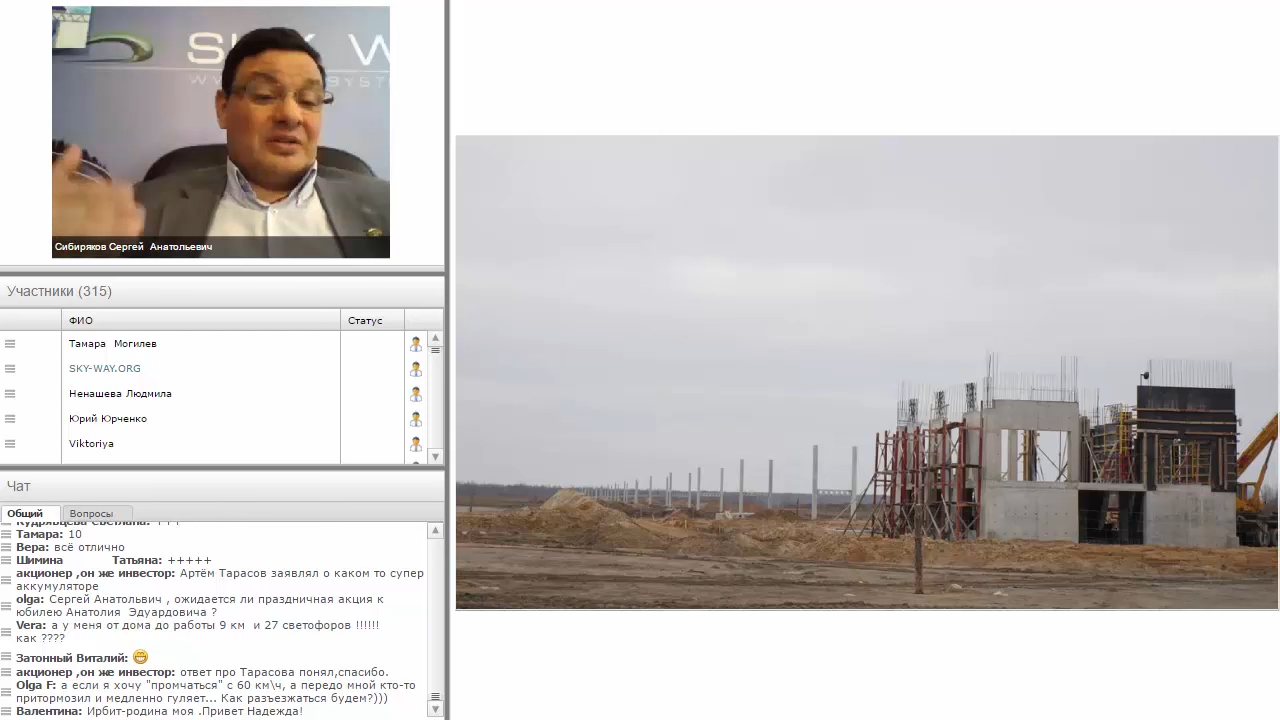 SKY W
Сибиряков Сергей Анатольевич
Участники (315)
ФИО
Статус
Тамара Могилев
SKY-WAY.ORG
Ненашева Людмила
Юрий Юрченко
Viktoriya
Чат
Общий
Вопросы
Кудрявцева Светлана: +++
Тамара: 10
Вера: всё отлично
Шимина Татьяна: +++++
акционер ,он же инвестор: Артём Тарасов заявлял о каком то супер
аккумуляторе
olga: Сергей Анатольвич , ожидается ли праздничная акция к
юбилею Анатолия Эдуардовича ?
Vera: а у меня от дома до работы 9 км и 27 светофоров !!!!!!
как ????
Затонный Виталий:
акционер ,он же инвестор: ответ про Тарасова понял,спасибо.
Olga F: а если я хочу "промчаться" с 60 км\ч, а передо мной кто-то
притормозил и медленно гуляет... Как разъезжаться будем?)))
Валентина: Ирбит-родина моя .Привет Надежда!